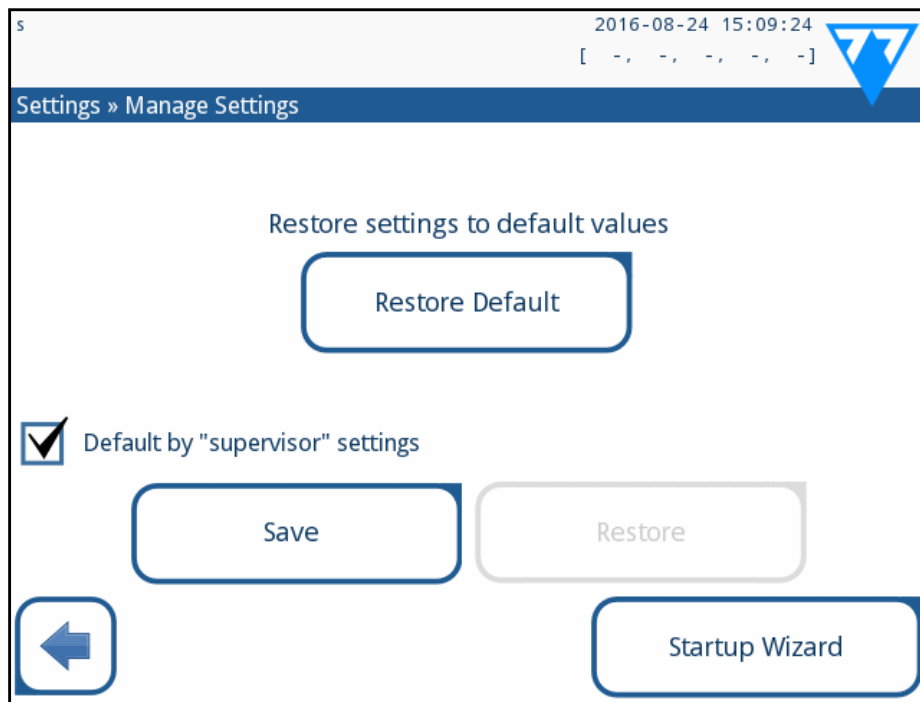 s
2016-08-24 15:09:24
[ -, -, -, -, -]
Settings » Manage Settings
Restore settings to default values
Restore Default
Default by "supervisor" settings
Save
Restore
Startup Wizard